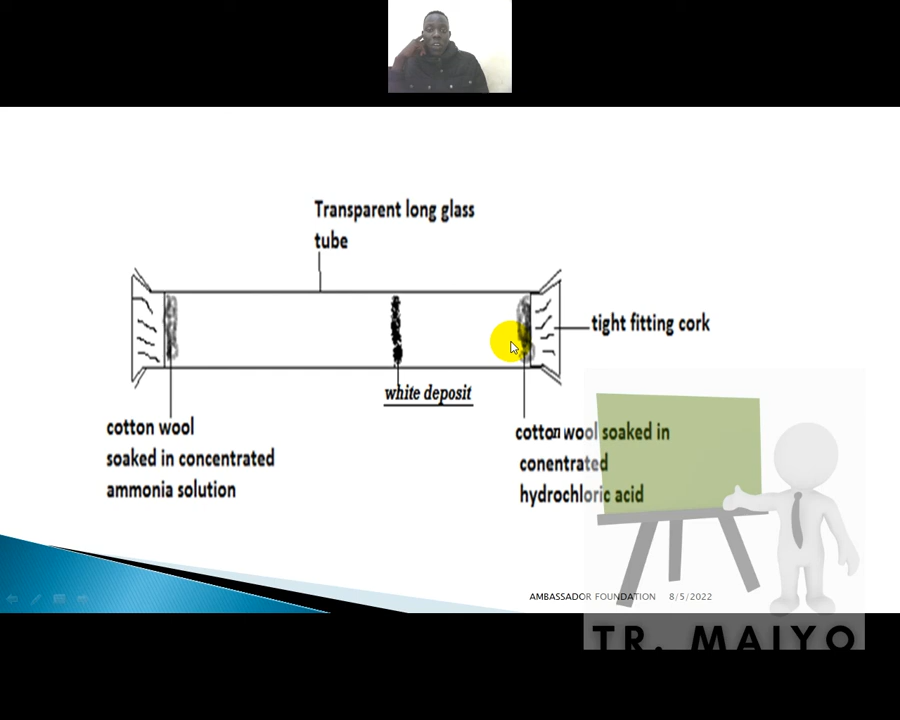 Transparent long glass
tube
tight fitting cork
white deposit
cotton wool
soaked in concentrated
ammonia solution
cotton wool soaked in
conentrated
hydrochloric acid
AMBASSADOR FOUNDATION 8/5/2022
TR. MAIYO